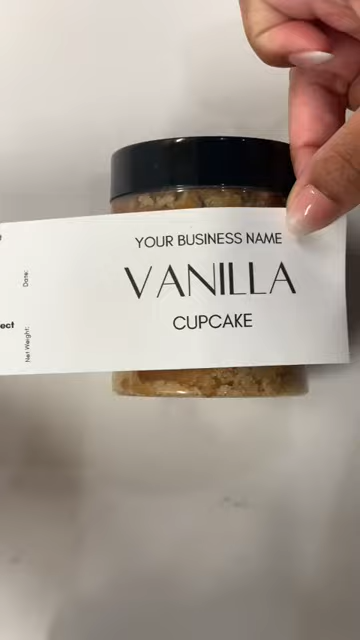 YOUR BUSINESS NAME
VANILLA
CUPCAKE
Date:
Net Weight: